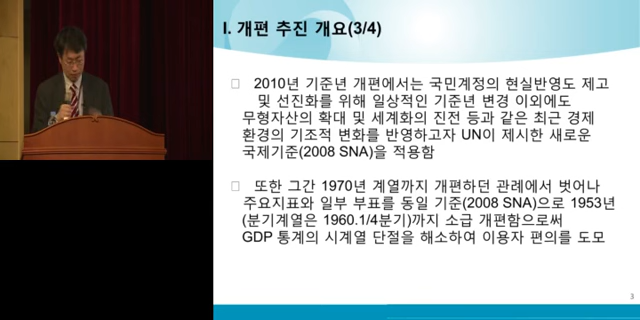 I. 개편 추진 개요(3/4)
□ 2010년 기준년 개편에서는 국민계정의 현실반영도 제고
및 선진화를 위해 일상적인 기준년 변경 이외에도
무형자산의 확대 및 세계화의 진전 등과 같은 최근 경제
환경의 기조적 변화를 반영하고자 UN이 제시한 새로운
국제기준(2008 SNA)을 적용함
□ 또한 그간 1970년 계열까지 개편하던 관례에서 벗어나
주요지표와 일부 부표를 동일 기준(2008 SNA)으로 1953년
(분기계열은 1960.1/4분기)까지 소급 개편함으로써
GDP 통계의 시계열 단절을 해소하여 이용자 편의를 도모
3